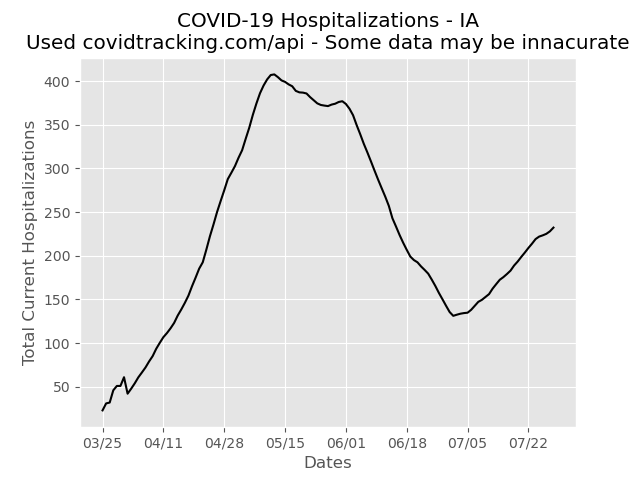 COVID-19 Hospitalizations - IA
Used covidtracking.com/api - Some data may be innacurate
Total Current Hospitalizations
400
350
300
250
200
150
100
50
03/25 04/11 04/28 05/15 06/01 06/18 07/05 07/22
Dates